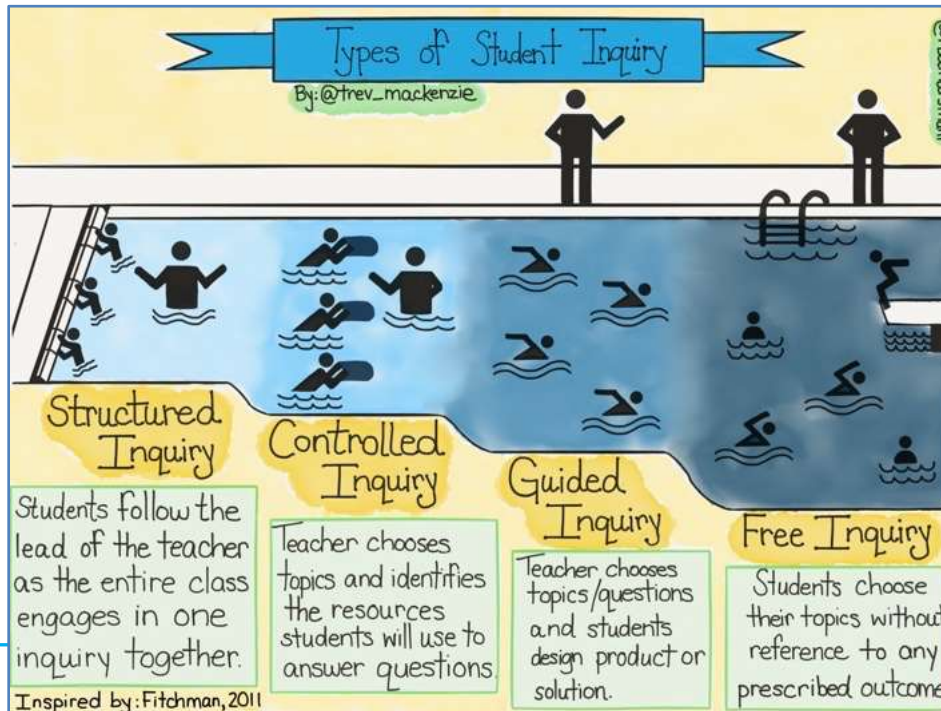 Types of Student Inquiry
By: @trev_mackenzie
Structured
Inquiry
Students follow the
lead of the teacher
as the entire class
engages in one
inquiry together.
Controlled
Inquiry
Teacher chooses
topics and identifies
the resources
students will use to
answer questions.
Guided
Inquiry
Teacher chooses
topics/questions
and students
design product or
solution.
Free Inquiry
Students choose
their topics without
reference to any
prescribed outcome
Inspired by: Fitchman, 2011